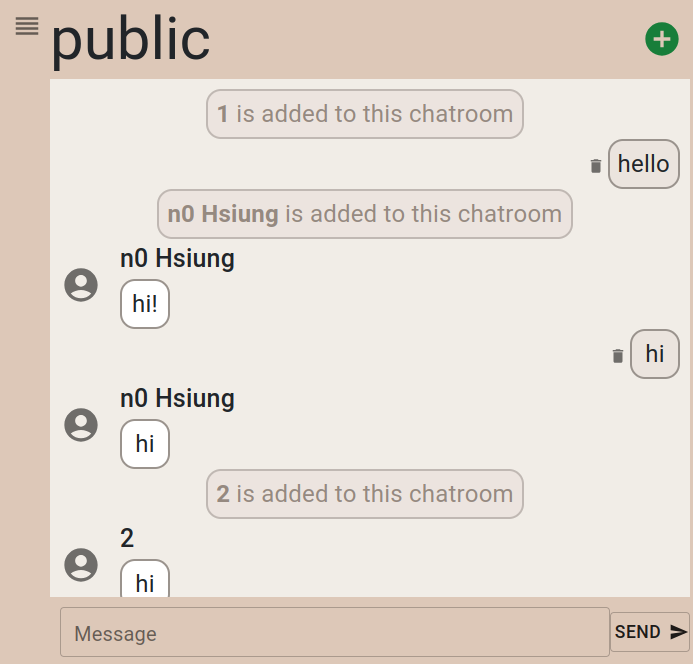 public
1 is added to this chatroom
hello
n0 Hsiung is added to this chatroom
n0 Hsiung
hi!
hi
n0 Hsiung
hi
2 is added to this chatroom
2
hi
Message
SEND